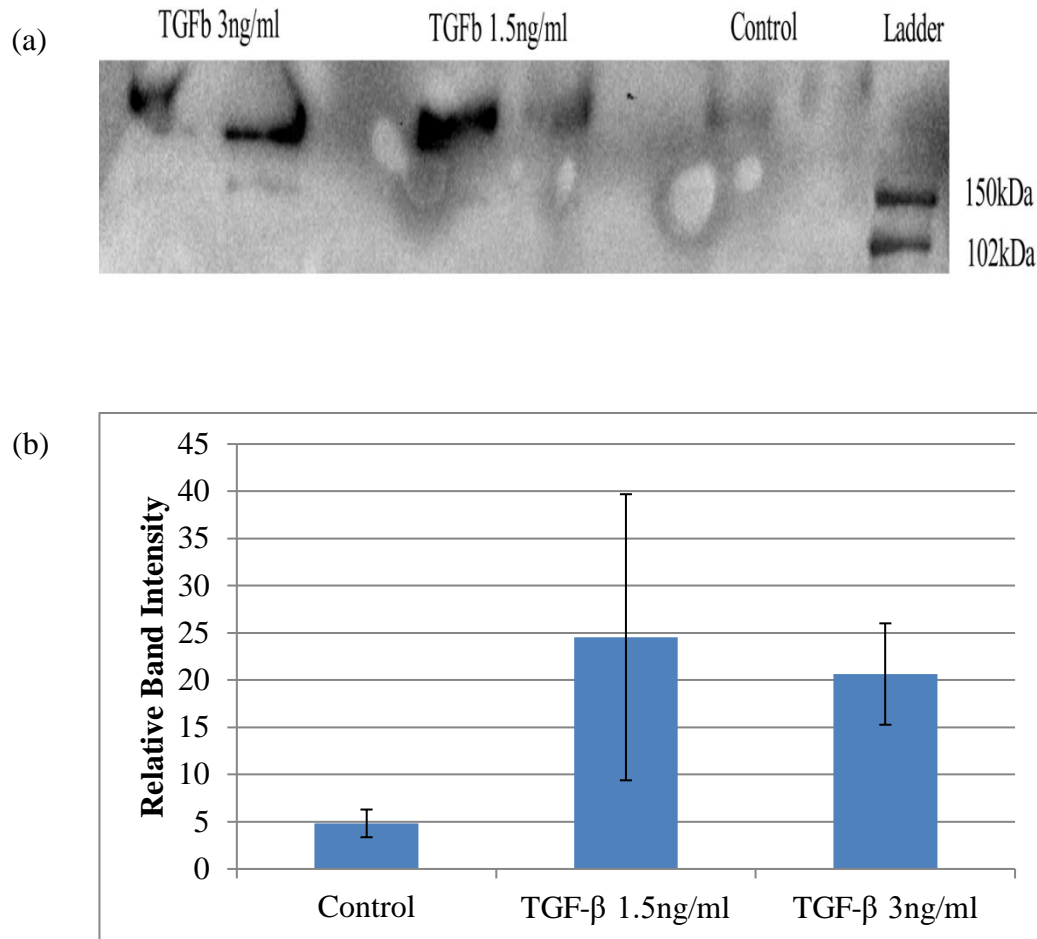 (a)
TGFb 3ng/ml TGFb 1.5ng/ml Control Ladder
150kDa
102kDa
(b)
Relative Band Intensity
45
40
35
30
25
20
15
10
5
0
Control TGF-β 1.5ng/ml TGF-β 3ng/ml